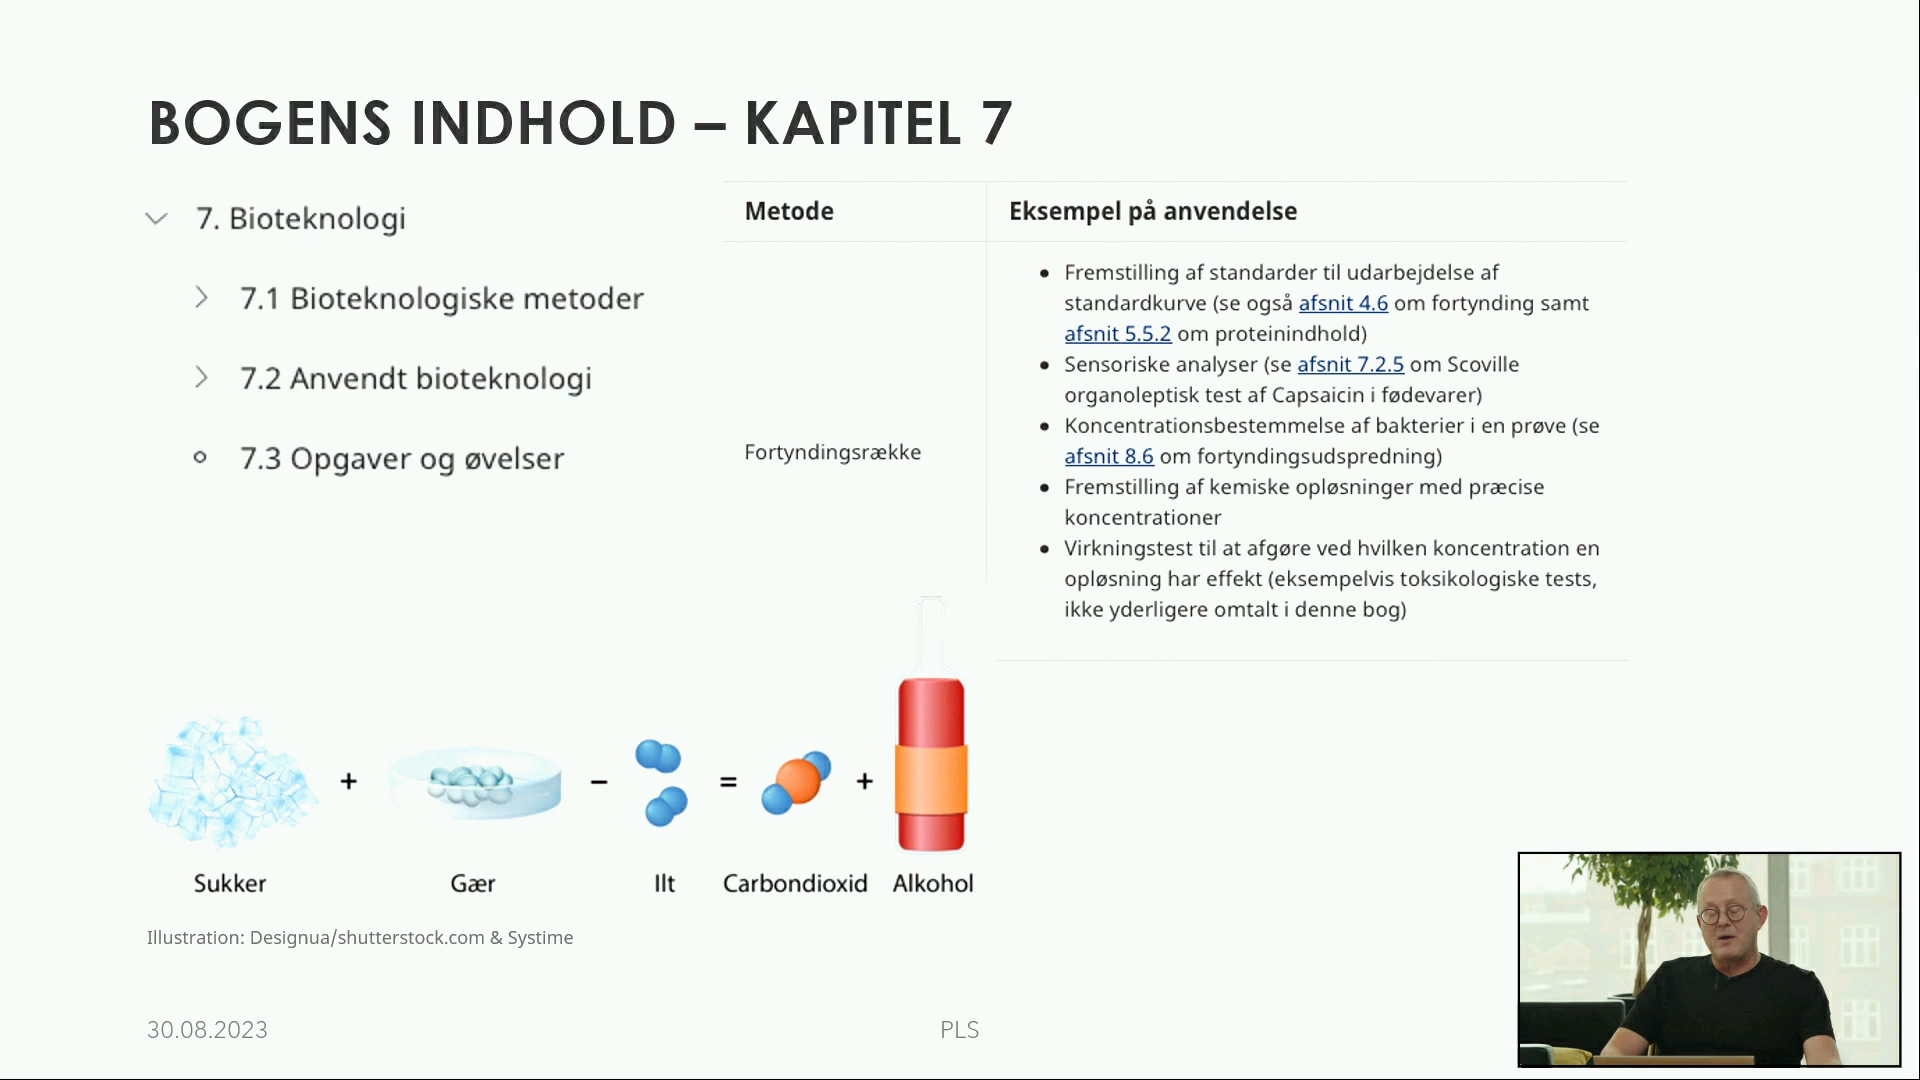 BOGENS INDHOLD – KAPITEL 7
7. Bioteknologi
7.1 Bioteknologiske metoder
7.2 Anvendt bioteknologi
7.3 Opgaver og øvelser
Metode
Eksempel på anvendelse
Fortyndingsrække
• Fremstilling af standarder til udarbejdelse af
standardkurve (se også afsnit 4.6 om fortynding samt
afsnit 5.5.2 om proteinindhold)
• Sensoriske analyser (se afsnit 7.2.5 om Scoville
organoleptisk test af Capsaicin i fødevarer)
• Koncentrationsbestemmelse af bakterier i en prøve (se
afsnit 8.6 om fortyndingsudspredning)
• Fremstilling af kemiske opløsninger med præcise
koncentrationer
• Virkningstest til at afgøre ved hvilken koncentration en
opløsning har effekt (eksempelvis toksikologiske tests,
ikke yderligere omtalt i denne bog)
+ – = +
Sukker Gær Ilt Carbondioxid Alkohol
Illustration: Designua/shutterstock.com & Systime
30.08.2023
PLS